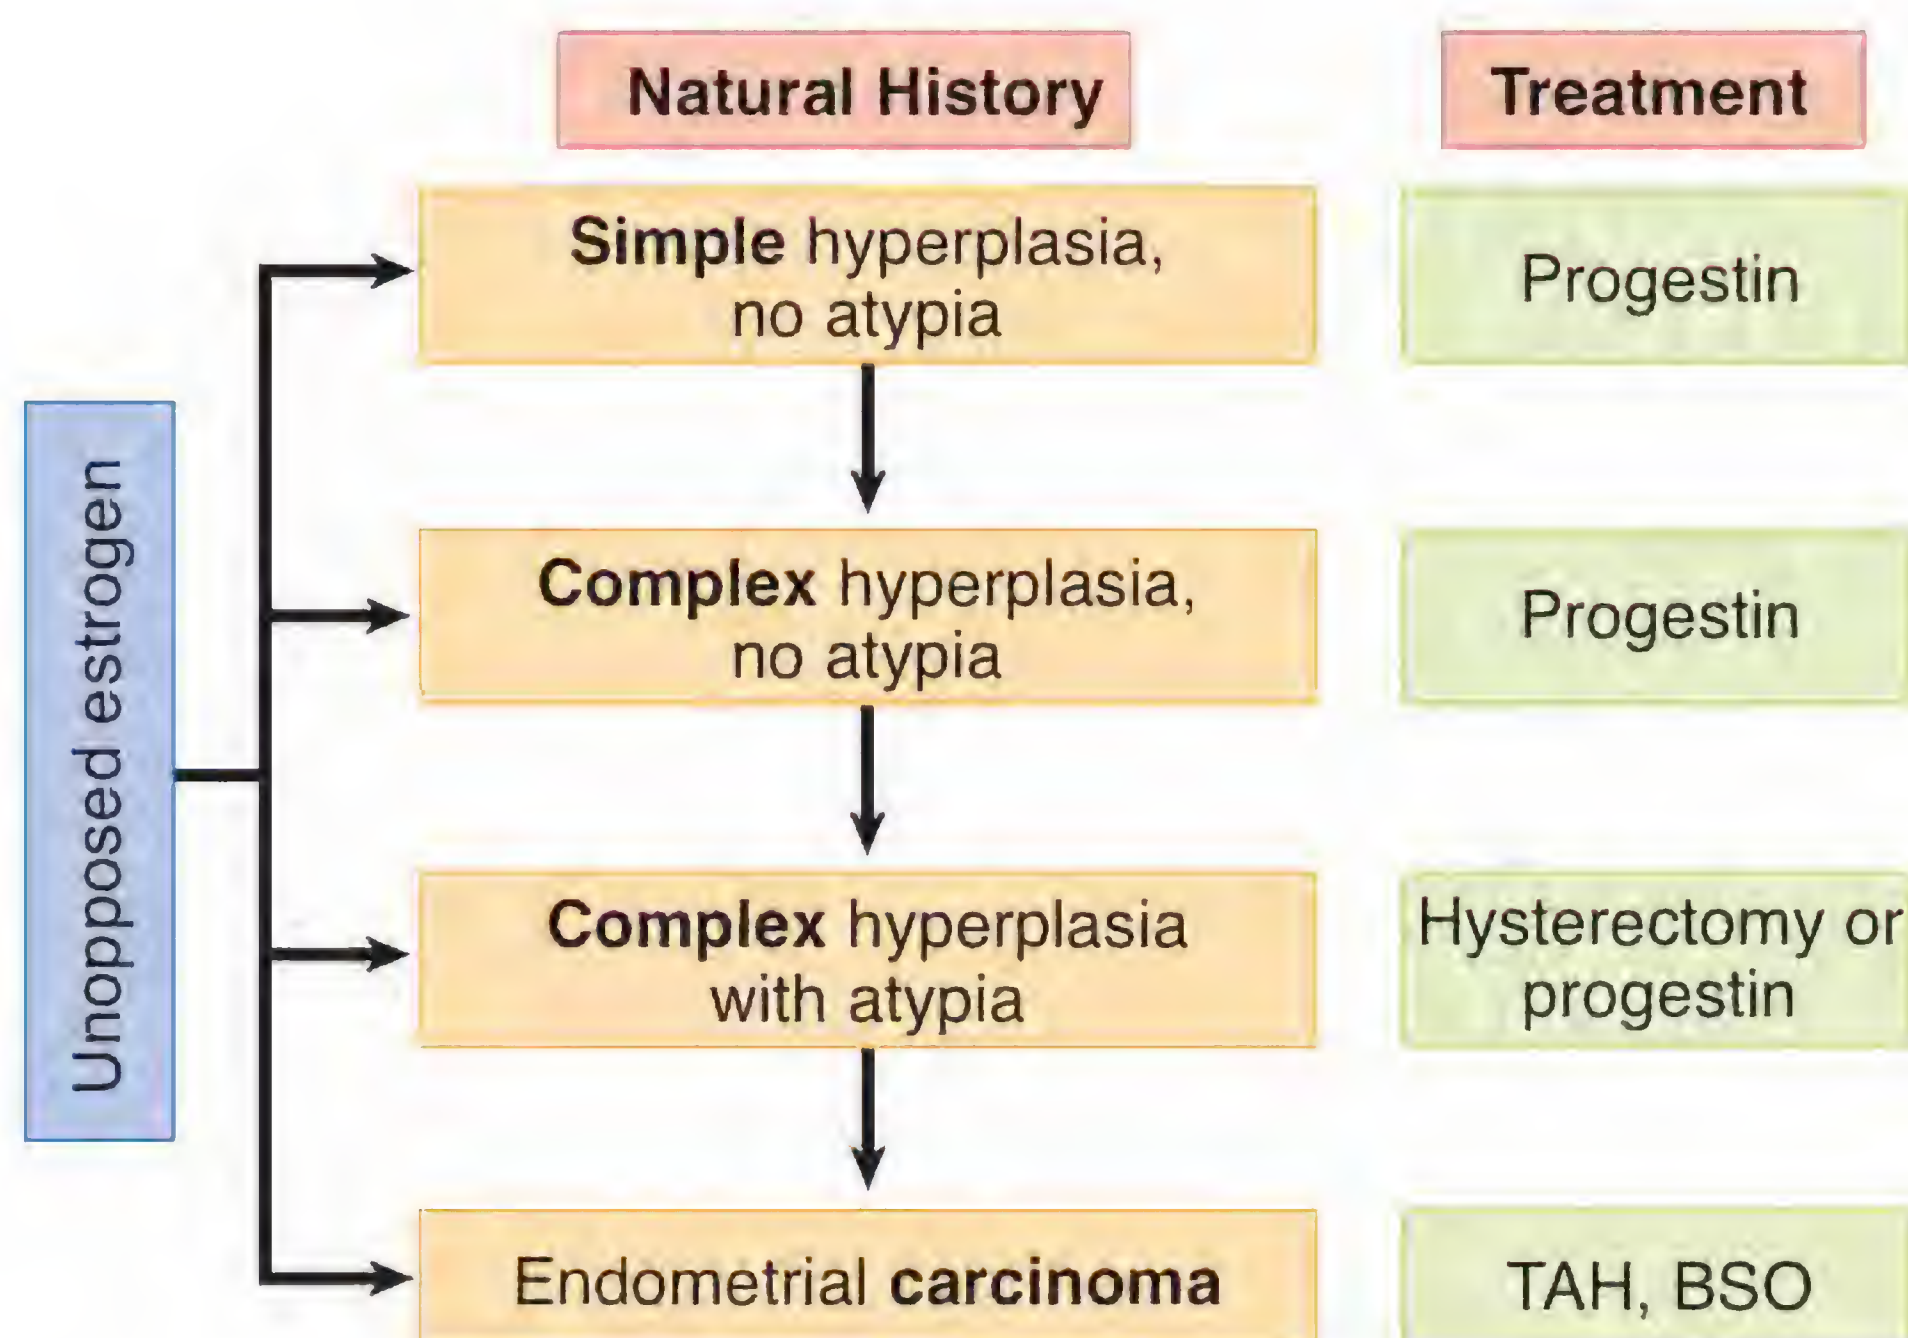 Natural History
Treatment
Simple hyperplasia,
no atypia
Progestin
Complex hyperplasia,
no atypia
Progestin
Unopposed estrogen
Complex hyperplasia
with atypia
Hysterectomy or
progestin
Endometrial carcinoma
TAH, BSO